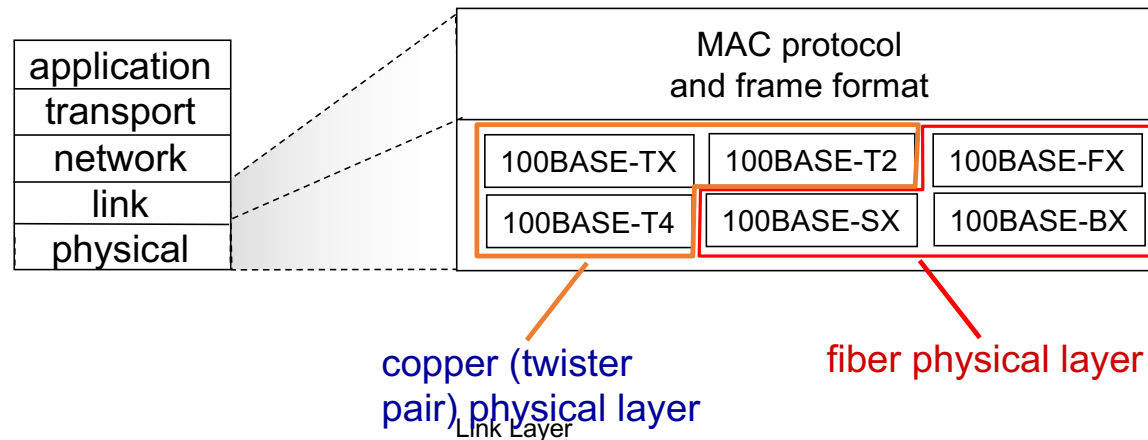 application
transport
network
link
physical
MAC protocol
and frame format
100BASE-TX
100BASE-T2
100BASE-FX
100BASE-T4
100BASE-SX
100BASE-BX
copper (twister
pair) physical layer
fiber physical layer
Link Layer